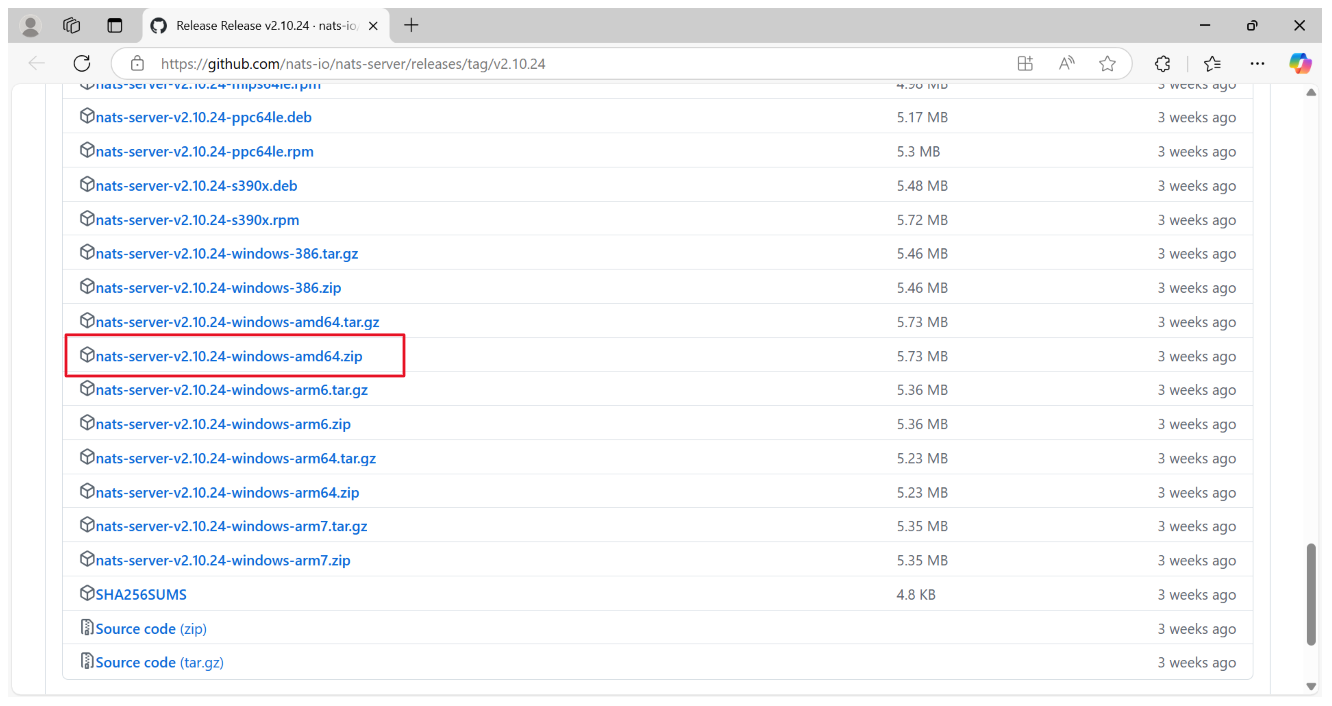 Release Release v2.10.24 · nats-io
https://github.com/nats-io/nats-server/releases/tag/v2.10.24
nats-server-v2.10.24-mips64le.rpm 4.98 MB 3 weeks ago
nats-server-v2.10.24-ppc64le.deb 5.17 MB 3 weeks ago
nats-server-v2.10.24-ppc64le.rpm 5.3 MB 3 weeks ago
nats-server-v2.10.24-s390x.deb 5.48 MB 3 weeks ago
nats-server-v2.10.24-s390x.rpm 5.72 MB 3 weeks ago
nats-server-v2.10.24-windows-386.tar.gz 5.46 MB 3 weeks ago
nats-server-v2.10.24-windows-386.zip 5.46 MB 3 weeks ago
nats-server-v2.10.24-windows-amd64.tar.gz 5.73 MB 3 weeks ago
nats-server-v2.10.24-windows-amd64.zip 5.73 MB 3 weeks ago
nats-server-v2.10.24-windows-arm6.tar.gz 5.36 MB 3 weeks ago
nats-server-v2.10.24-windows-arm6.zip 5.36 MB 3 weeks ago
nats-server-v2.10.24-windows-arm64.tar.gz 5.23 MB 3 weeks ago
nats-server-v2.10.24-windows-arm64.zip 5.23 MB 3 weeks ago
nats-server-v2.10.24-windows-arm7.tar.gz 5.35 MB 3 weeks ago
nats-server-v2.10.24-windows-arm7.zip 5.35 MB 3 weeks ago
SHA256SUMS 4.8 KB 3 weeks ago
Source code (zip) 3 weeks ago
Source code (tar.gz) 3 weeks ago